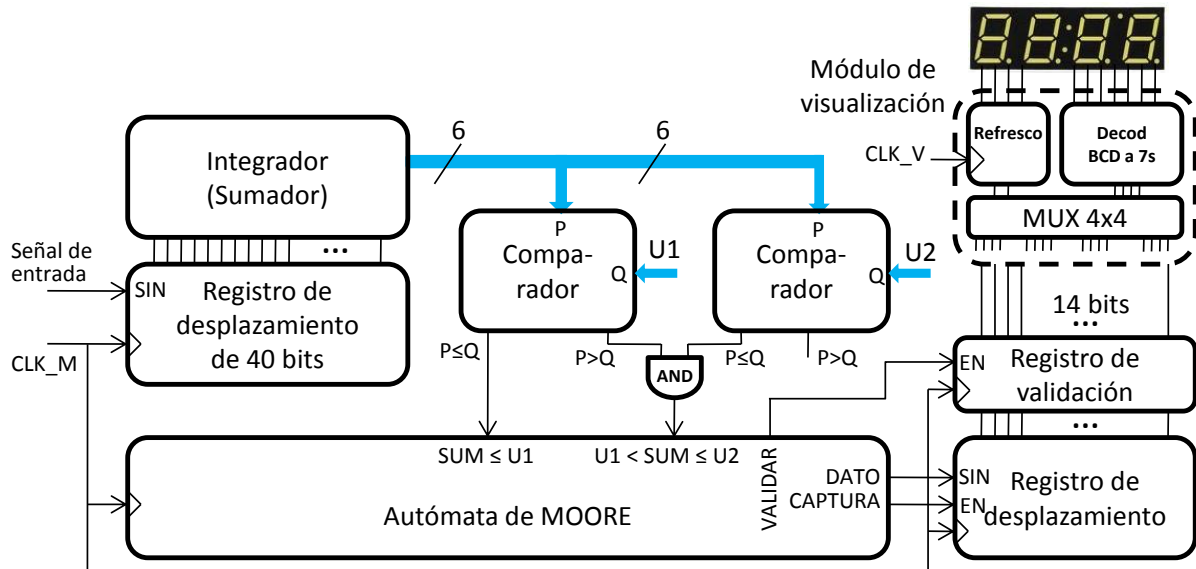 Módulo de
visualización
Refresco
Decod
BCD a 7s
CLK_V
MUX 4x4
6
6
Integrador
(Sumador)
P
Compa-
rador
Q
U1
P
Compa-
rador
Q
U2
Señal de
entrada
SIN
Registro de
desplazamiento
de 40 bits
CLK_M
14 bits
...
...
P≤Q
P>Q
AND
P≤Q
P>Q
EN
Registro de
validación
...
SUM ≤ U1
U1 < SUM ≤ U2
VALIDAR
DATO
CAPTURA
Autómata de MOORE
SIN
EN
Registro de
desplazamiento